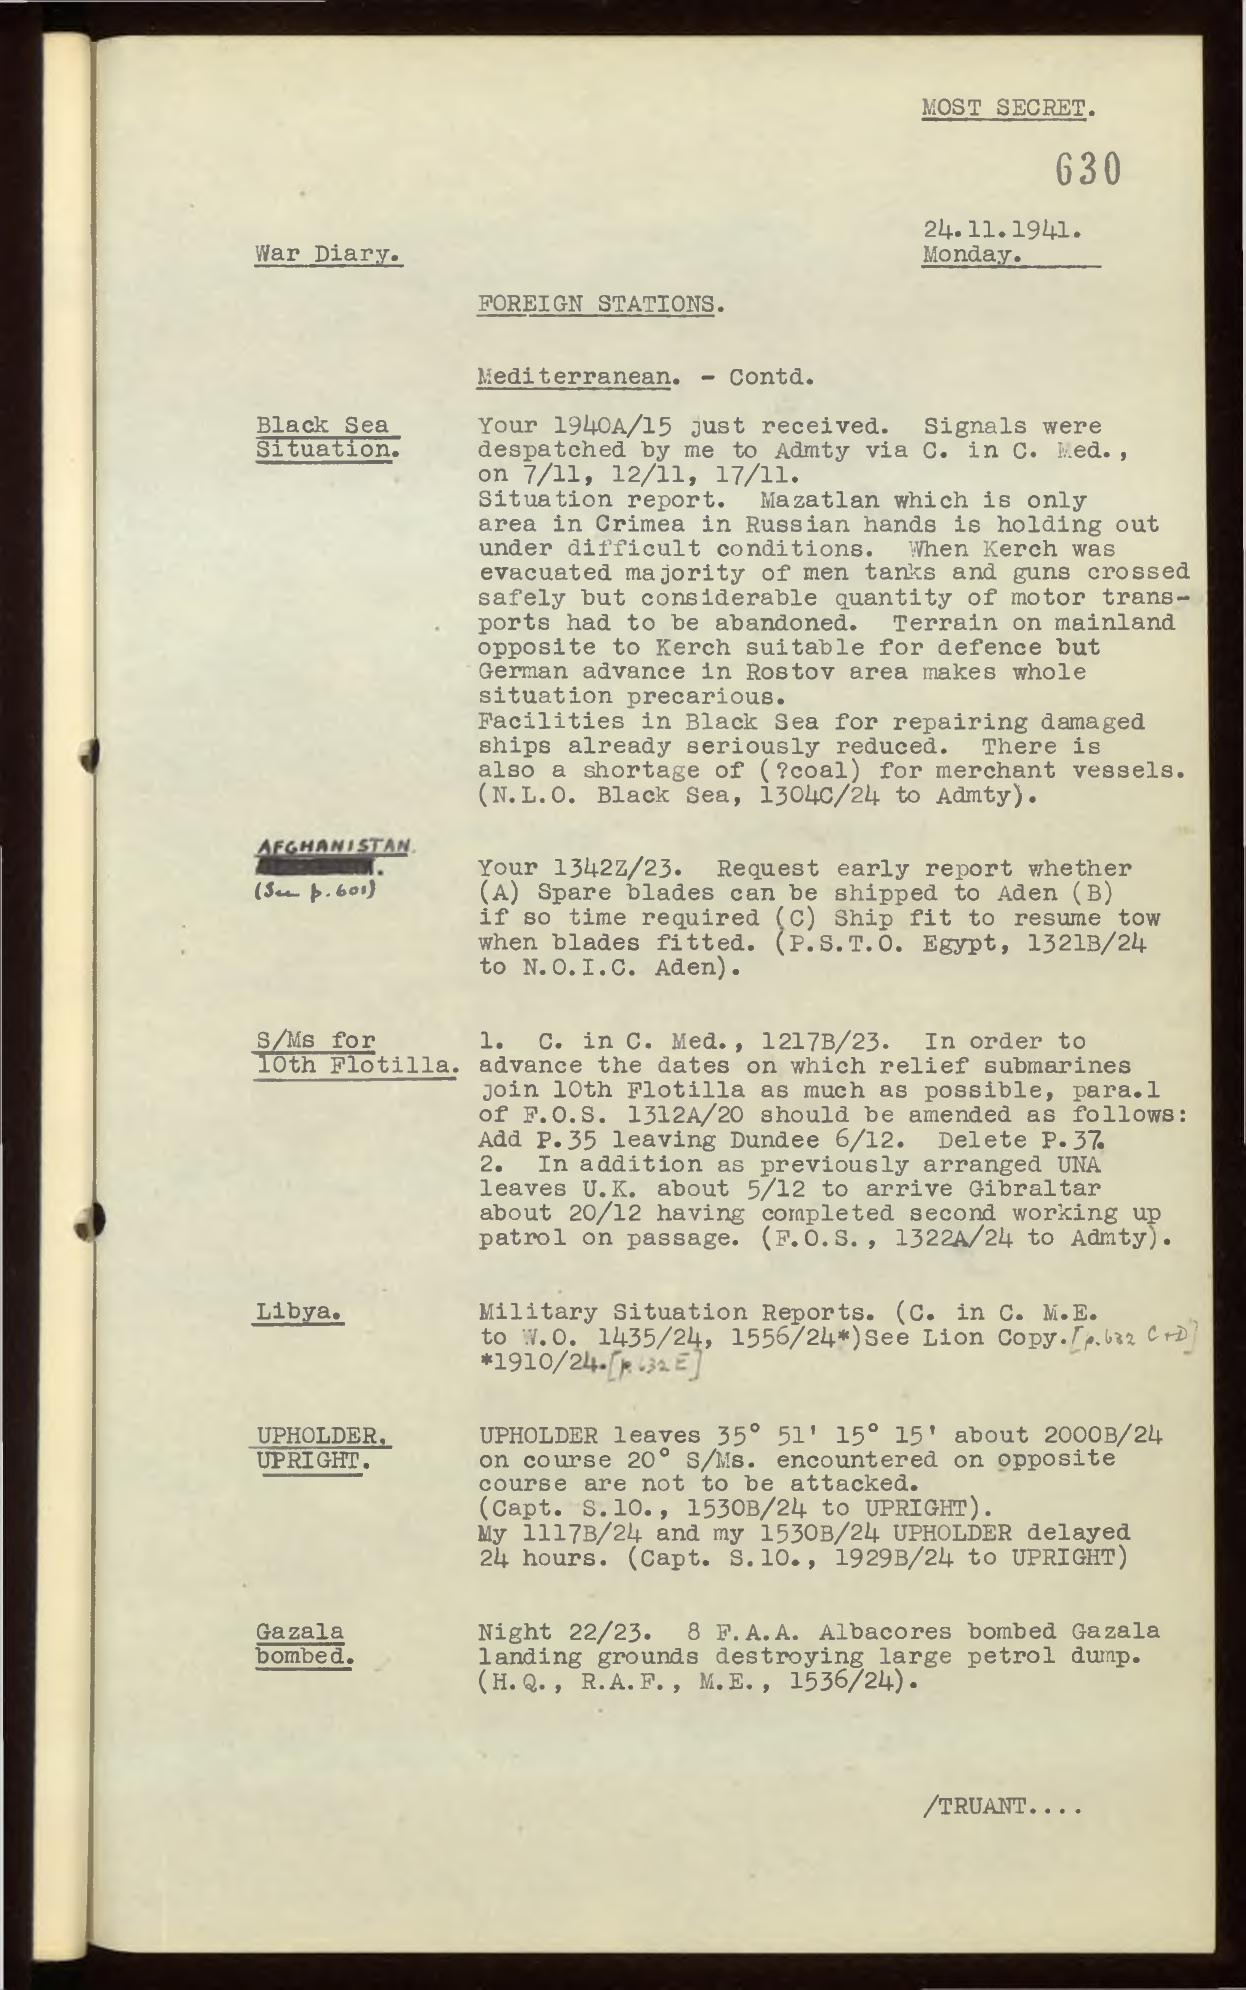 MOST SECRET.
630
24.11.1941.
War Diary.
Monday.
FOREIGN STATIONS.
Mediterranean. - Contd.
Black Sea
Situation.
Your 1940A/15 just received. Signals were
despatched by me to Admty via C. in C. Med.,
on 7/11, 12/11, 17/11.
Situation report. Mazatlan which is only
area in Crimea in Russian hands is holding out
under difficult conditions. When Kerch was
evacuated majority of men tanks and guns crossed
safely but considerable quantity of motor trans-
ports had to be abandoned. Terrain on mainland
opposite to Kerch suitable for defence but
German advance in Rostov area makes whole
situation precarious.
Facilities in Black Sea for repairing damaged
ships already seriously reduced. There is
also a shortage of (?coal) for merchant vessels.
(N.L.O. Black Sea, 1304C/24 to Admty).
AFGHANISTAN.
(See p.601)
Your 1342Z/23. Request early report whether
(A) Spare blades can be shipped to Aden (B)
if so time required (C) Ship fit to resume tow
when blades fitted. (P.S.T.O. Egypt, 1321B/24
to N.O.I.C. Aden).
S/Ms for
10th Flotilla.
1. C. in C. Med., 1217B/23. In order to
advance the dates on which relief submarines
join 10th Flotilla as much as possible, para.1
of F.O.S. 1312A/20 should be amended as follows:
Add P.35 leaving Dundee 6/12. Delete P.37.
2. In addition as previously arranged UNA
leaves U.K. about 5/12 to arrive Gibraltar
about 20/12 having completed second working up
patrol on passage. (F.O.S., 1322A/24 to Admty).
Libya.
Military Situation Reports. (C. in C. M.E.
to W.O. 1435/24, 1556/24*)See Lion Copy.[p.632 C+D]
*1910/24.[p.632 E]
UPHOLDER.
UPRIGHT.
UPHOLDER leaves 35° 51' 15° 15' about 2000B/24
on course 20° S/Ms. encountered on opposite
course are not to be attacked.
(Capt. S.10., 1530B/24 to UPRIGHT).
My 1117B/24 and my 1530B/24 UPHOLDER delayed
24 hours. (Capt. S.10., 1929B/24 to UPRIGHT)
Gazala
bombed.
Night 22/23. 8 F.A.A. Albacores bombed Gazala
landing grounds destroying large petrol dump.
(H.Q., R.A.F., M.E., 1536/24).
/TRUANT....